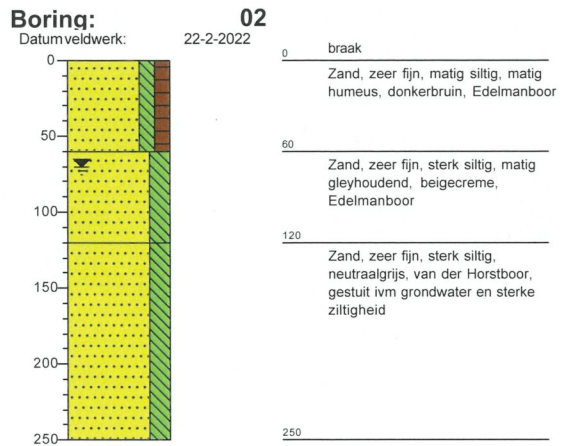 Boring: 02
Datum veldwerk: 22-2-2022
0
50
100
150
200
250
0
braak
Zand, zeer fijn, matig siltig, matig
humeus, donkerbruin, Edelmanboor
60
Zand, zeer fijn, sterk siltig, matig
gleyhoudend, beigecreme,
Edelmanboor
120
Zand, zeer fijn, sterk siltig,
neutraalgrijs, van der Horstboor,
gestuit ivm grondwater en sterke
ziltigheid
250